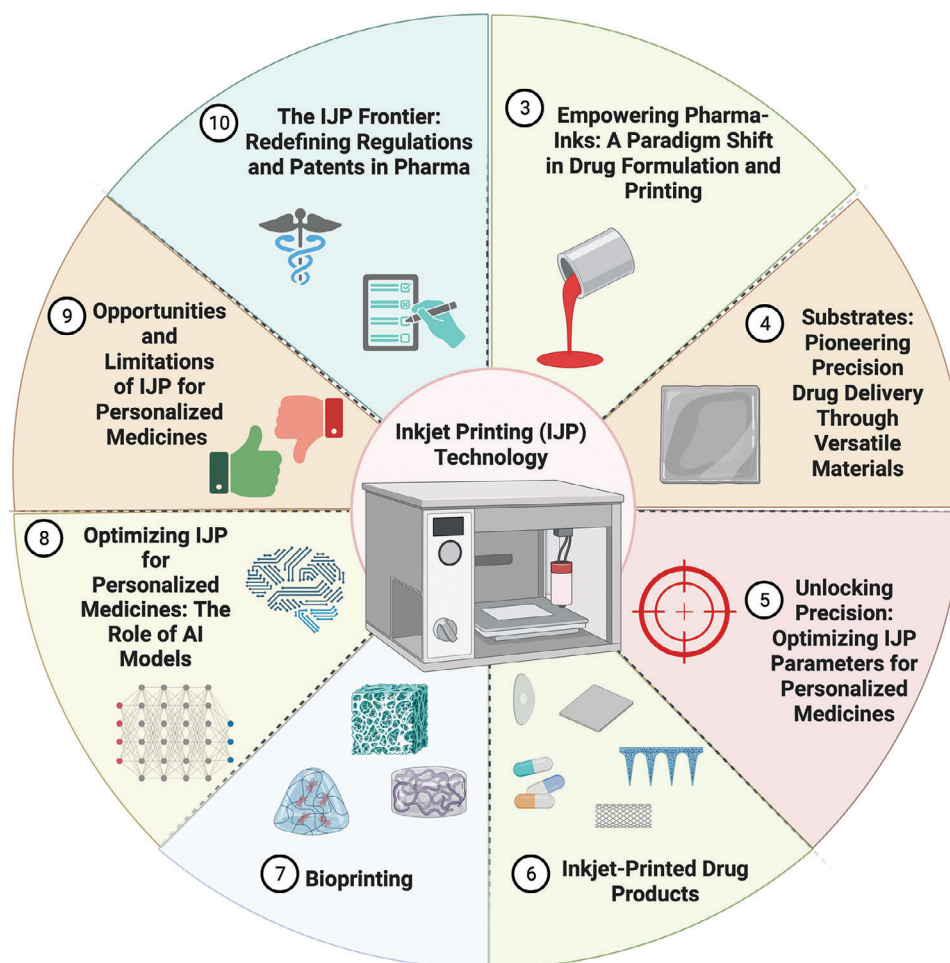 Inkjet Printing (IJP)
Technology
3
Empowering Pharma-
Inks: A Paradigm Shift
in Drug Formulation and
Printing
4
Substrates:
Pioneering
Precision
Drug Delivery
Through
Versatile
Materials
5
Unlocking
Precision:
Optimizing IJP
Parameters for
Personalized
Medicines
6
Inkjet-Printed Drug
Products
7
Bioprinting
8
Optimizing IJP
for
Personalized
Medicines: The
Role of AI
Models
9
Opportunities
and
Limitations
of IJP for
Personalized
Medicines
10
The IJP Frontier:
Redefining Regulations
and Patents in Pharma